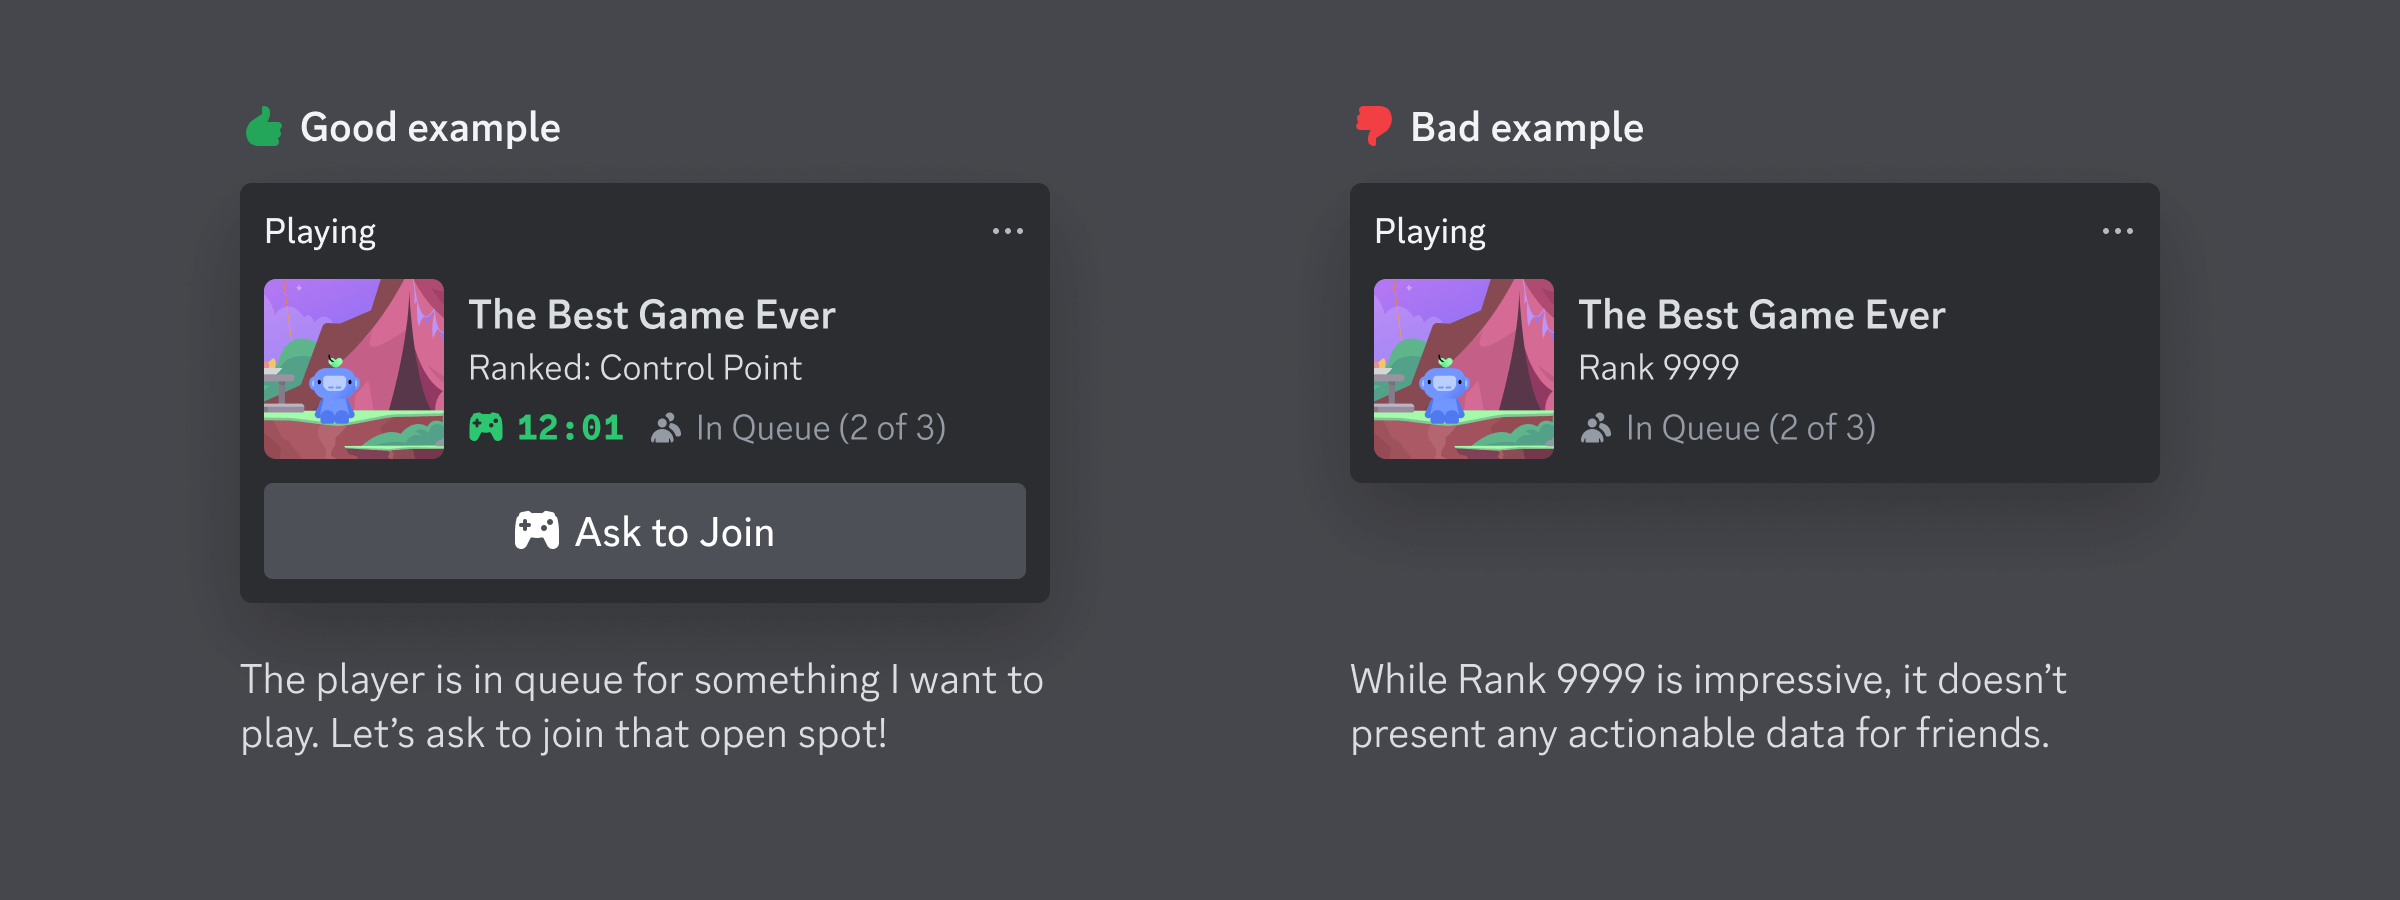 Good example
Playing
The Best Game Ever
Ranked: Control Point
12:01 In Queue (2 of 3)
Ask to Join
The player is in queue for something I want to
play. Let’s ask to join that open spot!
Bad example
Playing
The Best Game Ever
Rank 9999
In Queue (2 of 3)
While Rank 9999 is impressive, it doesn’t
present any actionable data for friends.